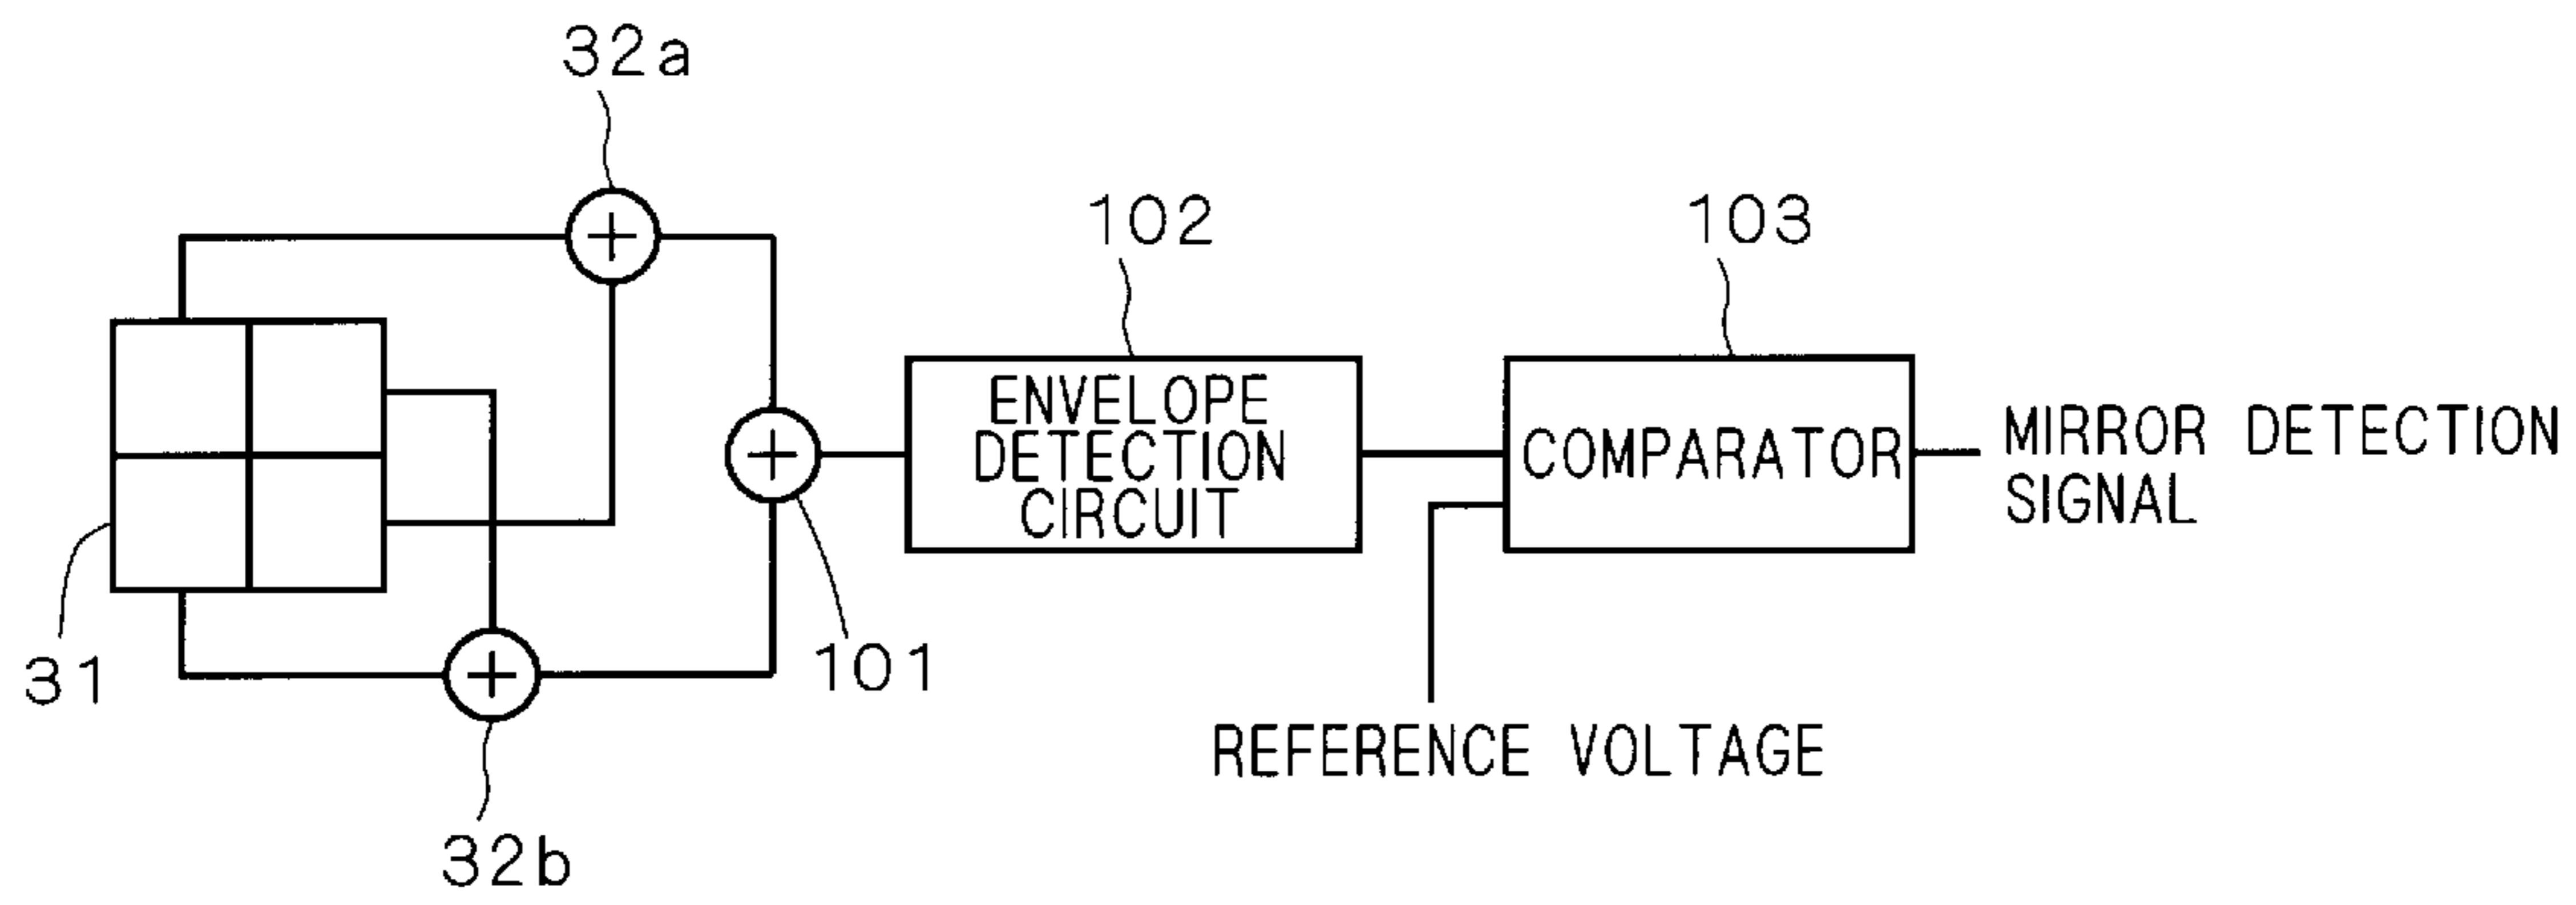 32a
102
103
ENVELOPE
DETECTION
CIRCUIT
COMPARATOR
MIRROR DETECTION
SIGNAL
31
101
REFERENCE VOLTAGE
32b